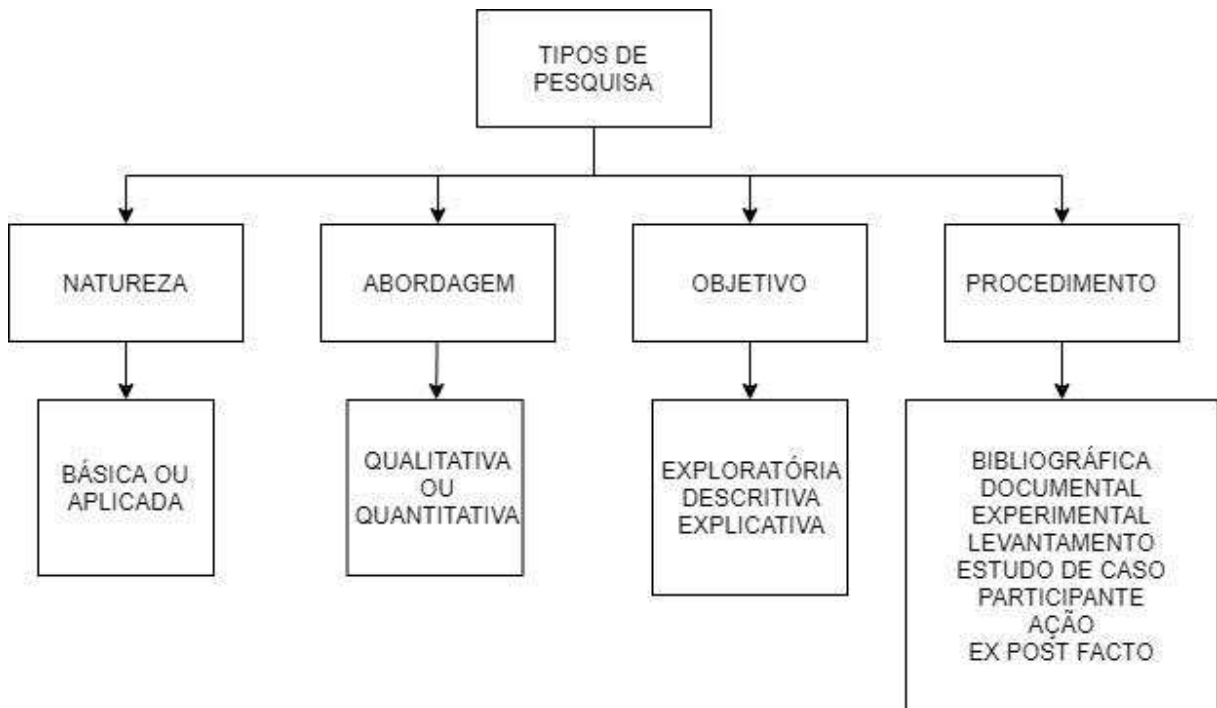 TIPOS DE
PESQUISA
NATUREZA
ABORDAGEM
OBJETIVO
PROCEDIMENTO
BÁSICA OU
APLICADA
QUALITATIVA
OU
QUANTITATIVA
EXPLORATÓRIA
DESCRITIVA
EXPLICATIVA
BIBLIOGRÁFICA
DOCUMENTAL
EXPERIMENTAL
LEVANTAMENTO
ESTUDO DE CASO
PARTICIPANTE
AÇÃO
EX POST FACTO